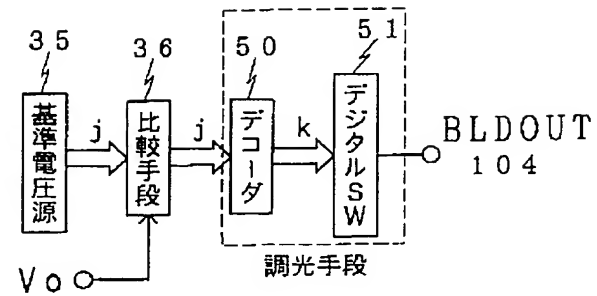 35
36
50
51
基準電圧源
j
比較手段
j
デコーダ
k
デジタルSW
BLDOUT
104
調光手段
Vo